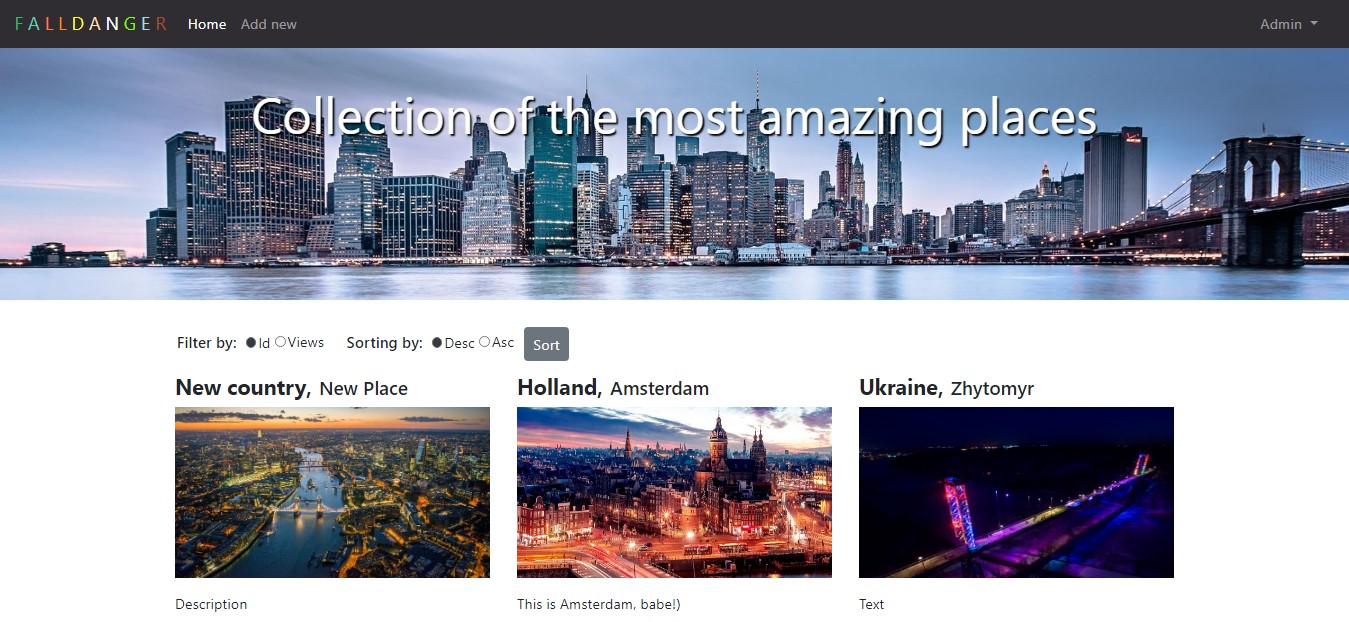 FALLDANGER Home Add new Admin
Collection of the most amazing places
Filter by: Id Views Sorting by: Desc Asc Sort
New country, New Place
Holland, Amsterdam
Ukraine, Zhytomyr
Description
This is Amsterdam, babe!)
Text